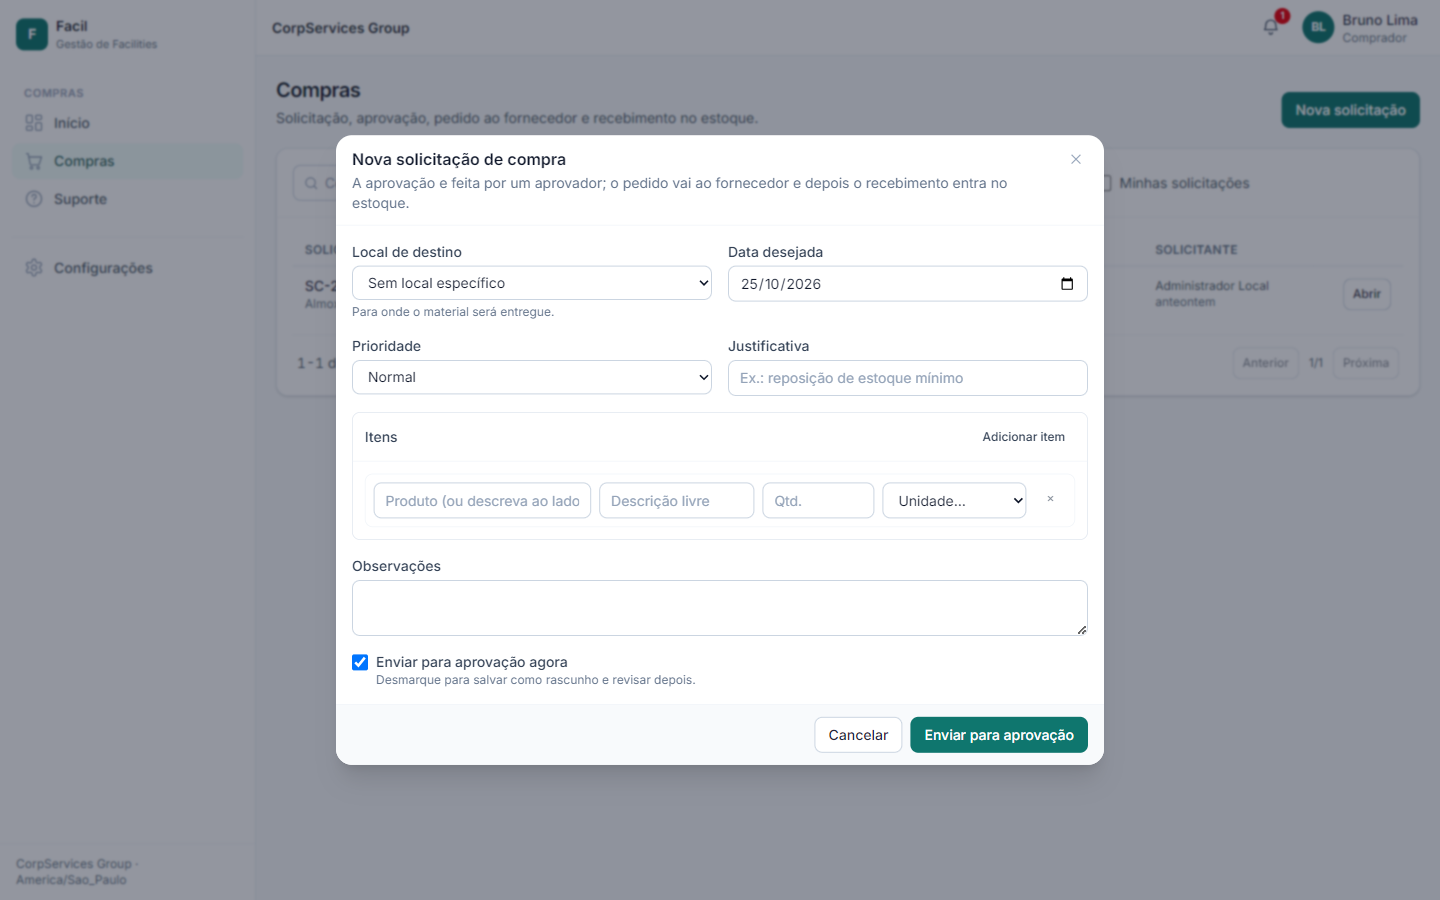 F
Facil
Gestão de Facilities
CorpServices Group
1
BL
Bruno Lima
Comprador
COMPRAS
Início
Compras
Suporte
Configurações
Compras
Solicitação, aprovação, pedido ao fornecedor e recebimento no estoque.
Nova solicitação
Minhas solicitações
SOLICITANTE
Administrador Local
anteontem
Abrir
1-1
Anterior
1/1
Próxima
Nova solicitação de compra
A aprovação e feita por um aprovador; o pedido vai ao fornecedor e depois o recebimento entra no
estoque.
Local de destino
Data desejada
Sem local específico
25/10/2026
Para onde o material será entregue.
Prioridade
Justificativa
Normal
Ex.: reposição de estoque mínimo
Itens
Adicionar item
Produto (ou descreva ao lado
Descrição livre
Qtd.
Unidade...
×
Observações
Enviar para aprovação agora
Desmarque para salvar como rascunho e revisar depois.
Cancelar
Enviar para aprovação
CorpServices Group ·
America/Sao_Paulo